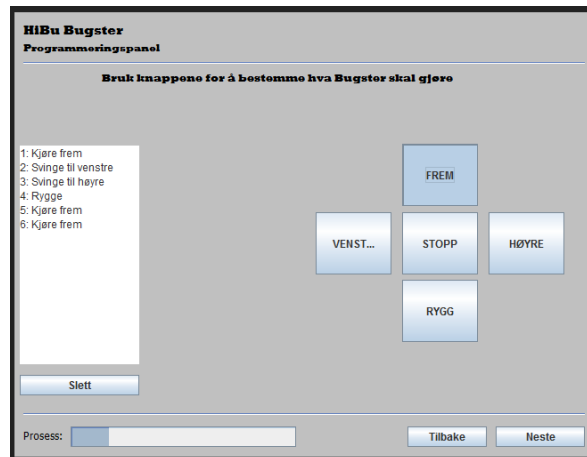 HiBu Bugster
Programmeringspanel
Bruk knappene for å bestemme hva Bugster skal gjøre
1: Kjøre frem
2: Svinge til venstre
3: Svinge til høyre
4: Rygge
5: Kjøre frem
6: Kjøre frem
FREM
VENST... STOPP HØYRE
RYGG
Slett
Prosess: Tilbake Neste